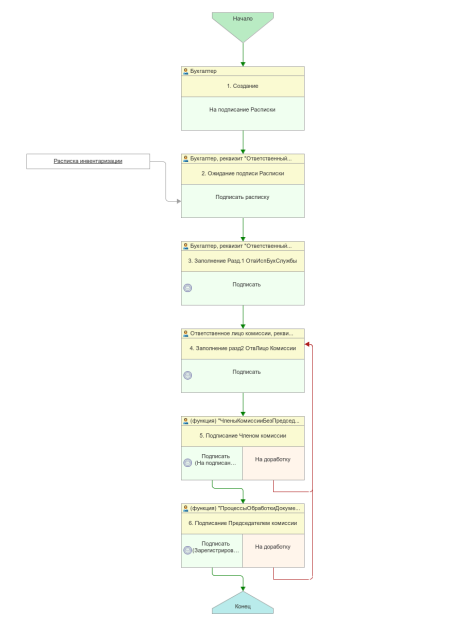 Начало
Бухгалтер
1. Создание
На подписание Расписки
Бухгалтер, реквизит "Ответственный...
2. Ожидание подписи Расписки
Расписка инвентаризации
Подписать расписку
Бухгалтер, реквизит "Ответственный...
3. Заполнение Разд.1 ОтвИспБухСлужбы
Подписать
Ответственное лицо комиссии, рекви...
4. Заполнение разд2 ОтвЛицо Комиссии
Подписать
(функция) "ЧленыКомиссииБезПредсед...
5. Подписание Членом комиссии
Подписать
(На подписан...
На доработку
(функция) "ПроцессыОбработкиДокуме...
6. Подписание Председателем комиссии
Подписать
(Зарегистриров...
На доработку
Конец